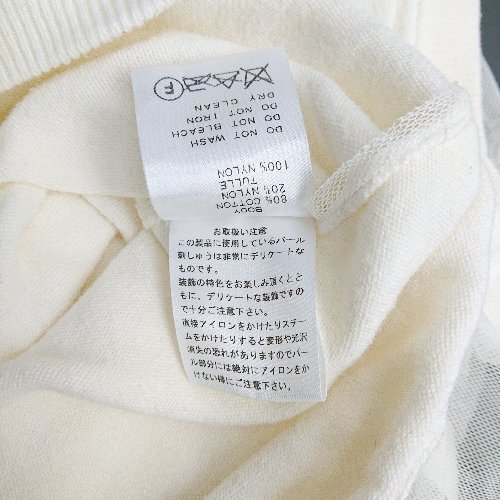 BODY
80% COTTON
20% NYLON
TULLE
100% NYLON
DO NOT WASH
DO NOT BLEACH
DO NOT IRON
DRY CLEAN
F
お取扱い注意
この製品に使用しているパール
刺しゅうは非常にデリケートな
ものです。
装飾の特色をお楽しみ頂くとと
もに、デリケートな装飾ですの
で十分ご注意下さい。
直接アイロンをかけたりスチー
ムをかけたりすると変形や光沢
消失の恐れがありますのでパー
ル部分には絶対にアイロンをか
けない様にご注意下さい。